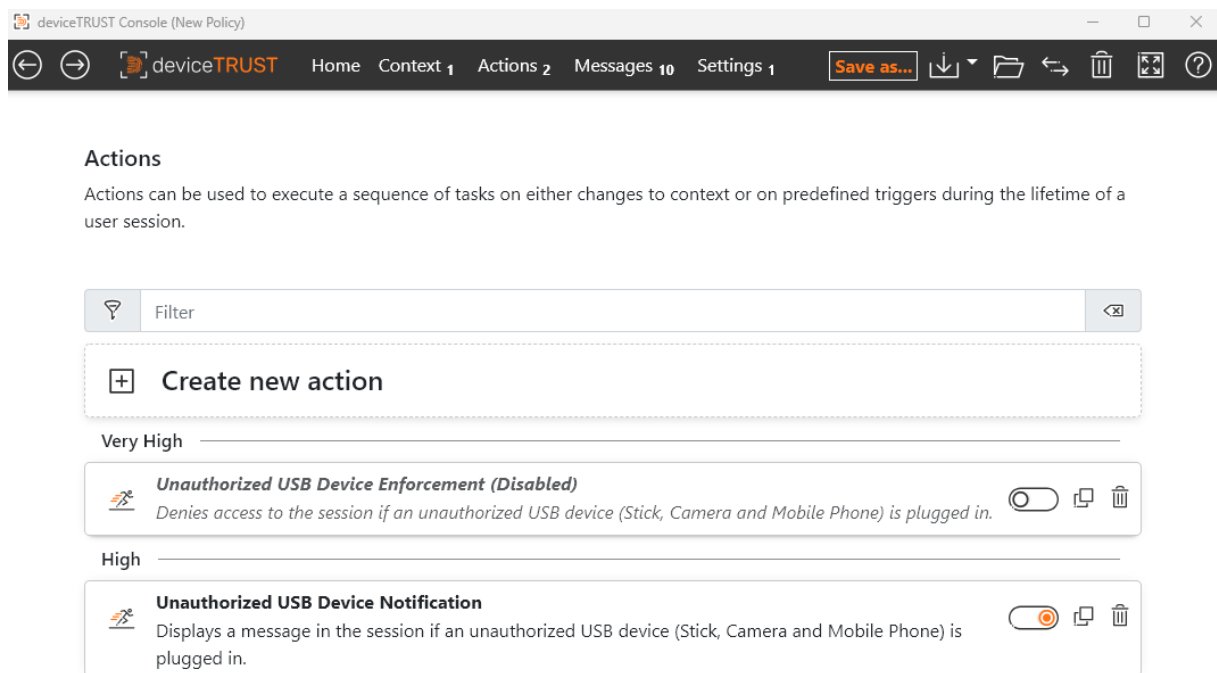 deviceTRUST Console (New Policy)
deviceTRUST Home Context 1 Actions 2 Messages 10 Settings 1 Save as...
Actions
Actions can be used to execute a sequence of tasks on either changes to context or on predefined triggers during the lifetime of a
user session.
Filter
Create new action
Very High
Unauthorized USB Device Enforcement (Disabled)
Denies access to the session if an unauthorized USB device (Stick, Camera and Mobile Phone) is plugged in.
High
Unauthorized USB Device Notification
Displays a message in the session if an unauthorized USB device (Stick, Camera and Mobile Phone) is
plugged in.